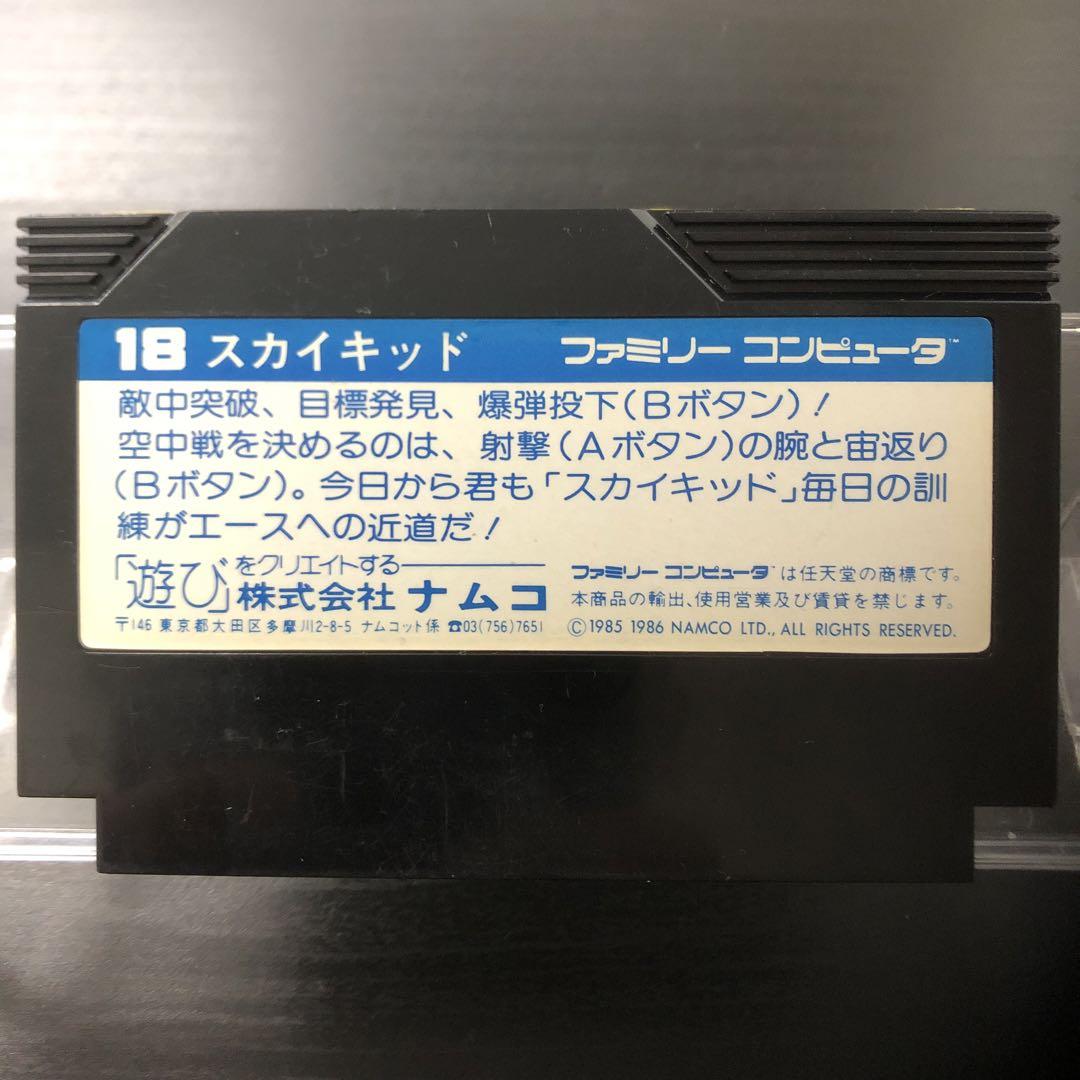 18 スカイキッド ファミリー コンピュータ™
敵中突破、目標発見、爆弾投下(Bボタン)!
空中戦を決めるのは、射撃(Aボタン)の腕と宙返り
(Bボタン)。今日から君も「スカイキッド」毎日の訓
練がエースへの近道だ!
「遊び」をクリエイトする
株式会社 ナムコ
〒146 東京都大田区多摩川2-8-5 ナムコット係 ☎03(756)7651
ファミリー コンピュータ™は任天堂の商標です。
本商品の輸出、使用営業及び賃貸を禁じます。
©1985 1986 NAMCO LTD., ALL RIGHTS RESERVED.